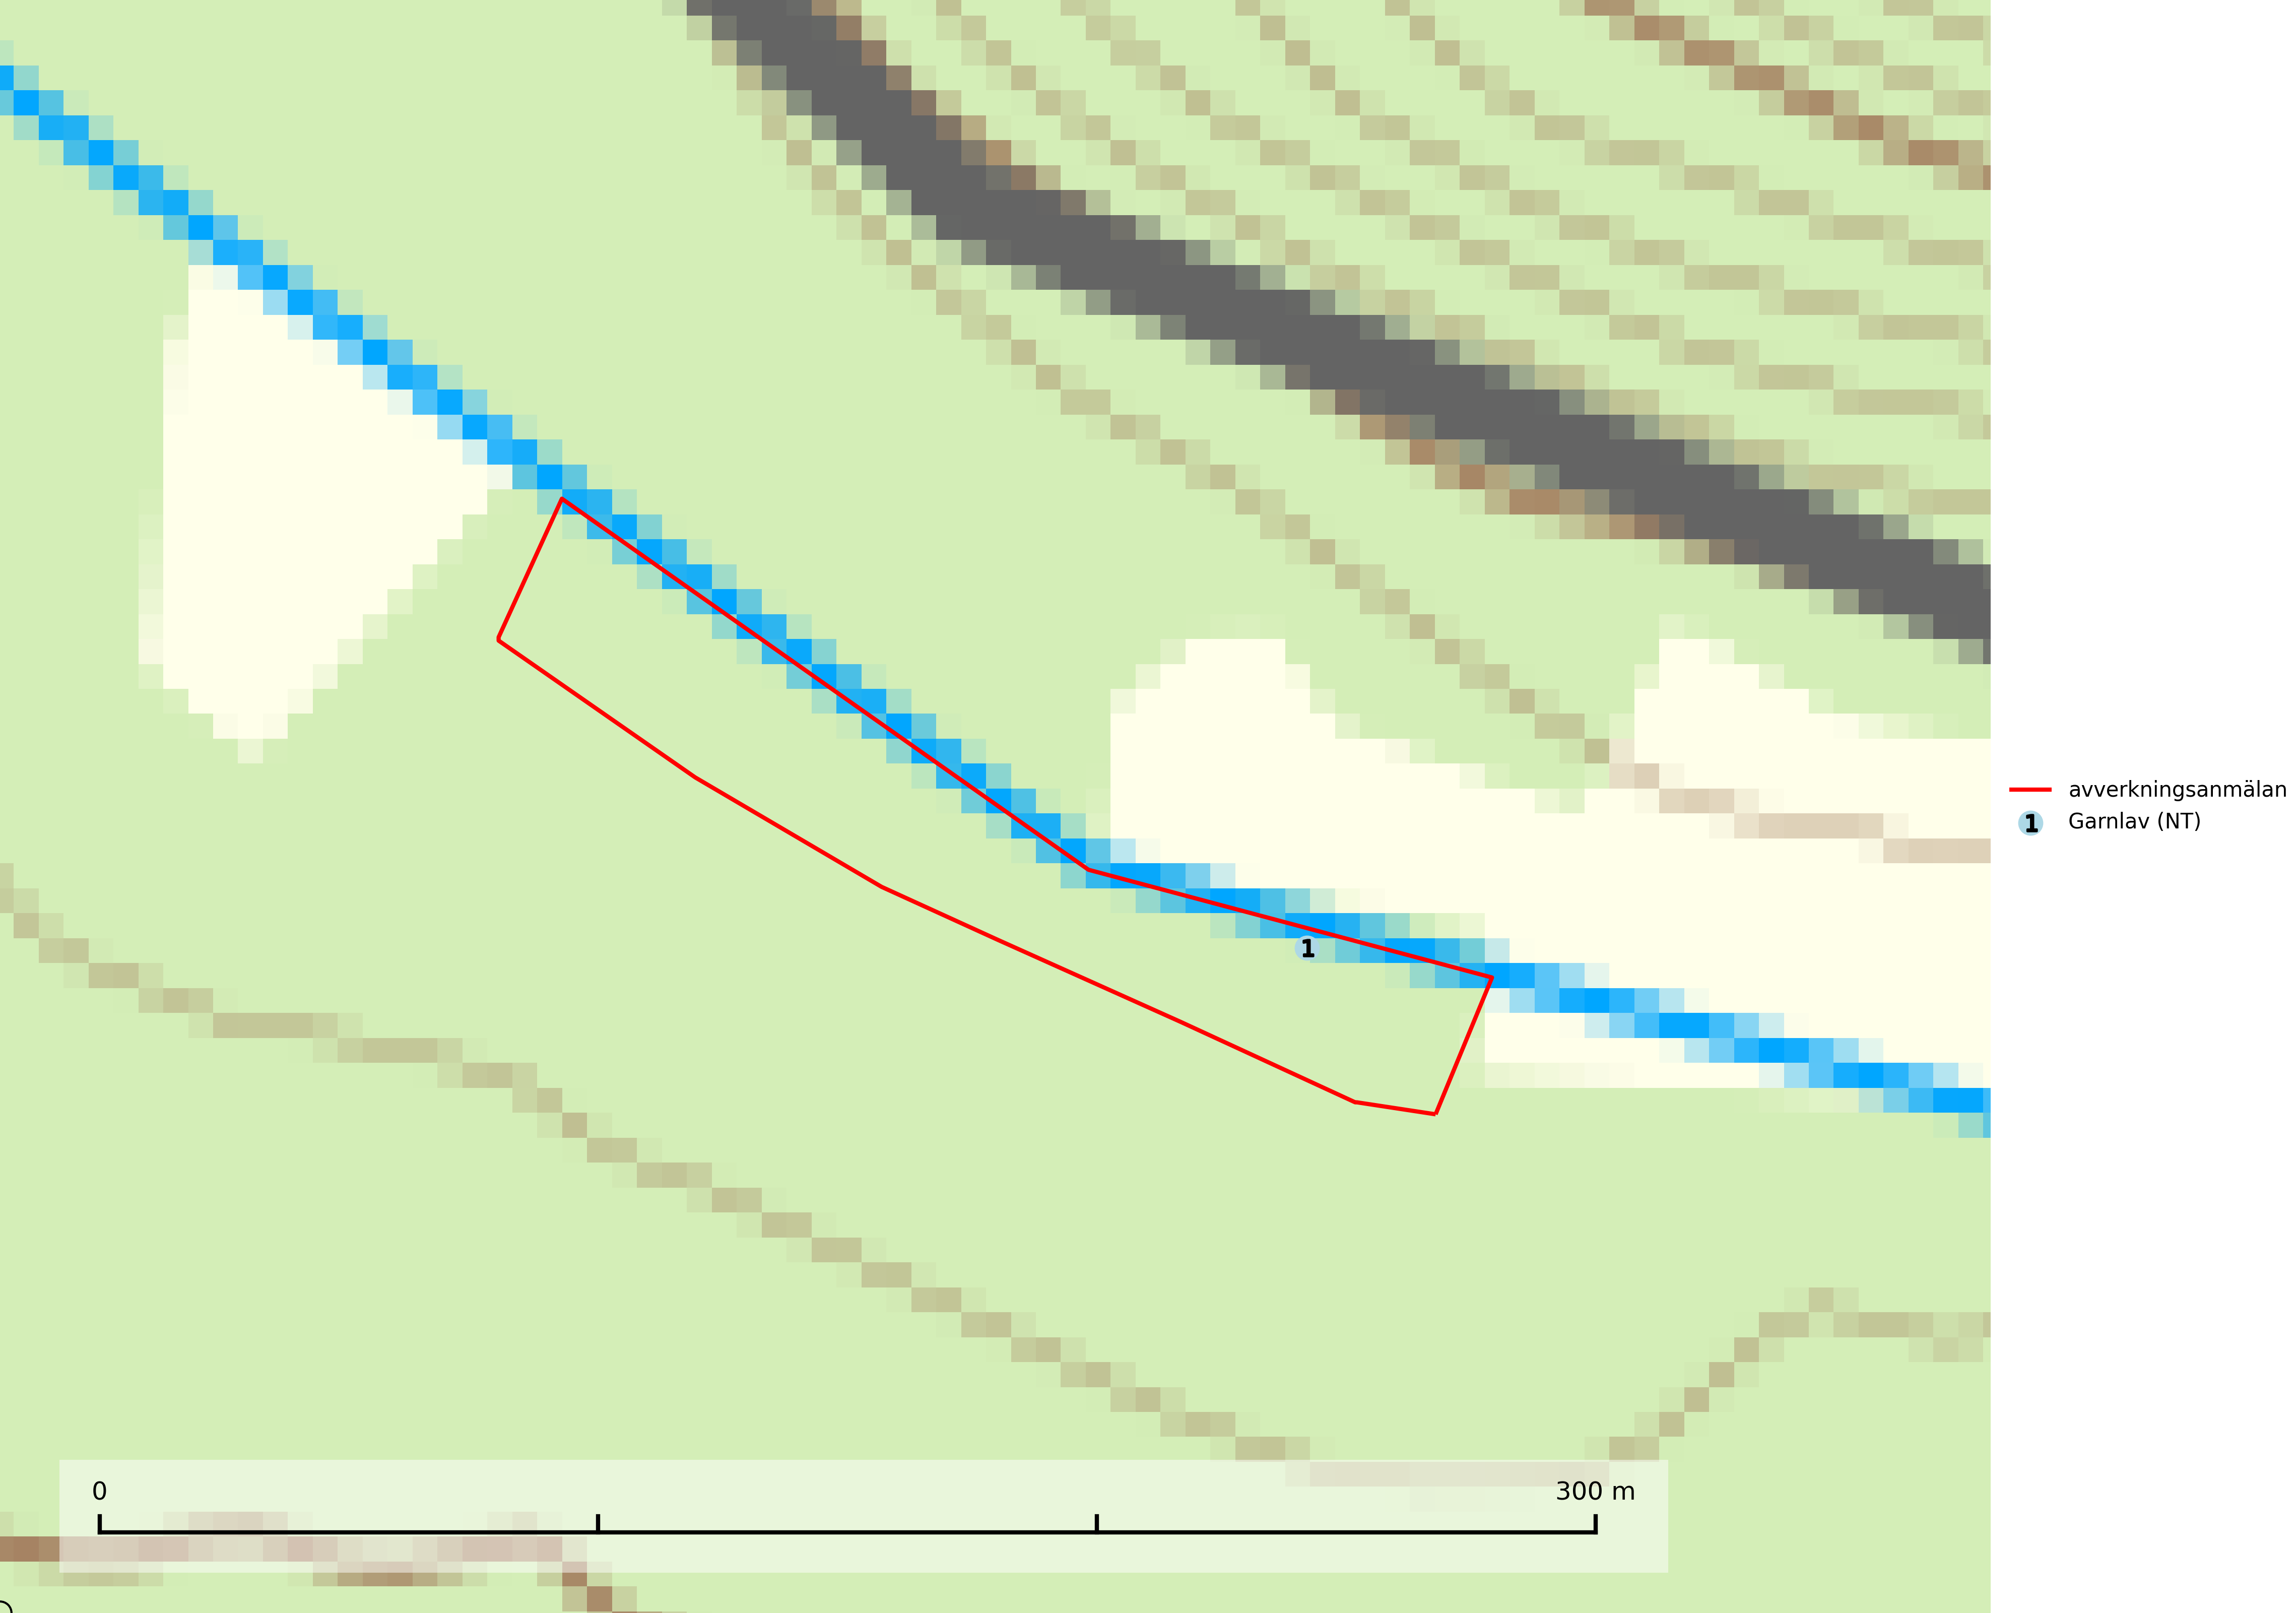 avverkningsanmälan
1 Garnlav (NT)
1
0 300 m